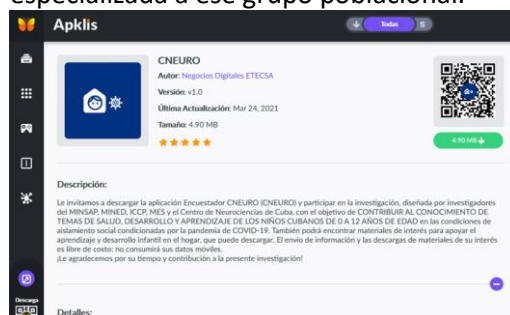 especializada a ese grupo poblacional.
Apklis
Todas
CNEURO
Autor: Negocios Digitales ETECSA
Versión: v1.0
Última Actualización: Mar 24, 2021
Tamaño: 4.90 MB
4.90 MB
Descripción:
Le invitamos a descargar la aplicación Encuestador CNEURO (CNEURO) y participar en la investigación, diseñada por investigadores
del MINSAP, MINED, ICCP, MES y el Centro de Neurociencias de Cuba, con el objetivo de CONTRIBUIR AL CONOCIMIENTO DE
TEMAS DE SALUD, DESARROLLO Y APRENDIZAJE DE LOS NIÑOS CUBANOS DE 0 A 12 AÑOS DE EDAD en las condiciones de
aislamiento social condicionadas por la pandemia de COVID-19. También podrá encontrar materiales de interés para apoyar el
aprendizaje y desarrollo infantil en el hogar, que puede descargar. El envío de información y las descargas de materiales de su interés
es libre de costo; no consumirá sus datos móviles.
¡Le agradecemos por su tiempo y contribución a la presente investigación!
Descarga
Detalles: